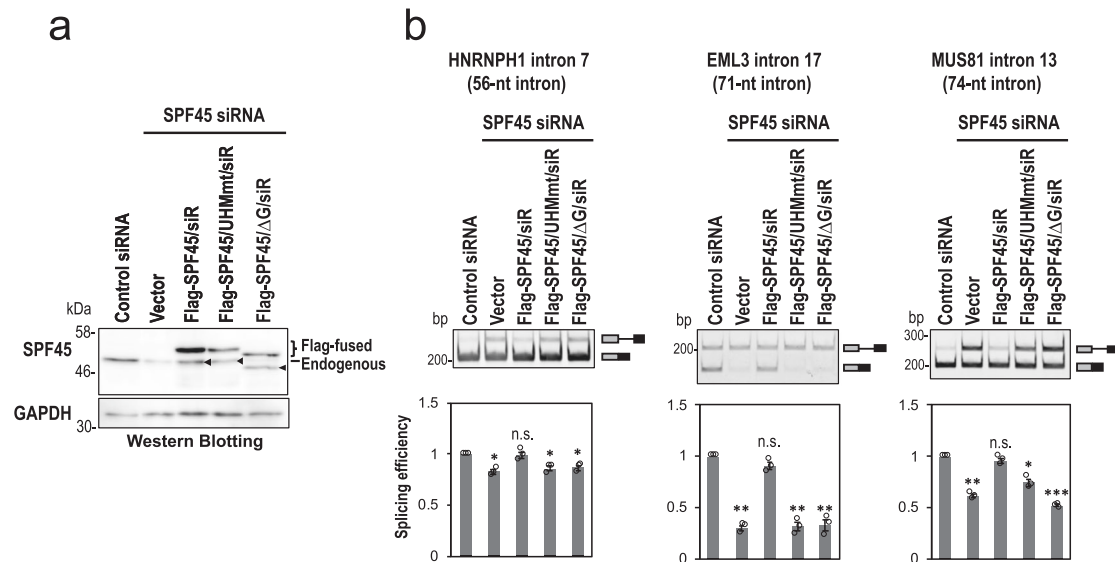 a
SPF45 siRNA
Control siRNA
Vector
Flag-SPF45/siR
Flag-SPF45/UHMmt/siR
Flag-SPF45/ΔG/siR
kDa
58-
SPF45
46-
Flag-fused
Endogenous
GAPDH
30-
Western Blotting
b
HNRNPH1 intron 7
(56-nt intron)
SPF45 siRNA
Control siRNA
Vector
Flag-SPF45/siR
Flag-SPF45/UHMmt/siR
Flag-SPF45/ΔG/siR
bp
200-
EML3 intron 17
(71-nt intron)
SPF45 siRNA
Control siRNA
Vector
Flag-SPF45/siR
Flag-SPF45/UHMmt/siR
Flag-SPF45/ΔG/siR
bp
200-
MUS81 intron 13
(74-nt intron)
SPF45 siRNA
Control siRNA
Vector
Flag-SPF45/siR
Flag-SPF45/UHMmt/siR
Flag-SPF45/ΔG/siR
bp
300-
200-
Splicing efficiency
1.5
1
0.5
0
* n.s. * *
1.5
1
0.5
0
** n.s. ** **
1.5
1
0.5
0
** n.s. * ***